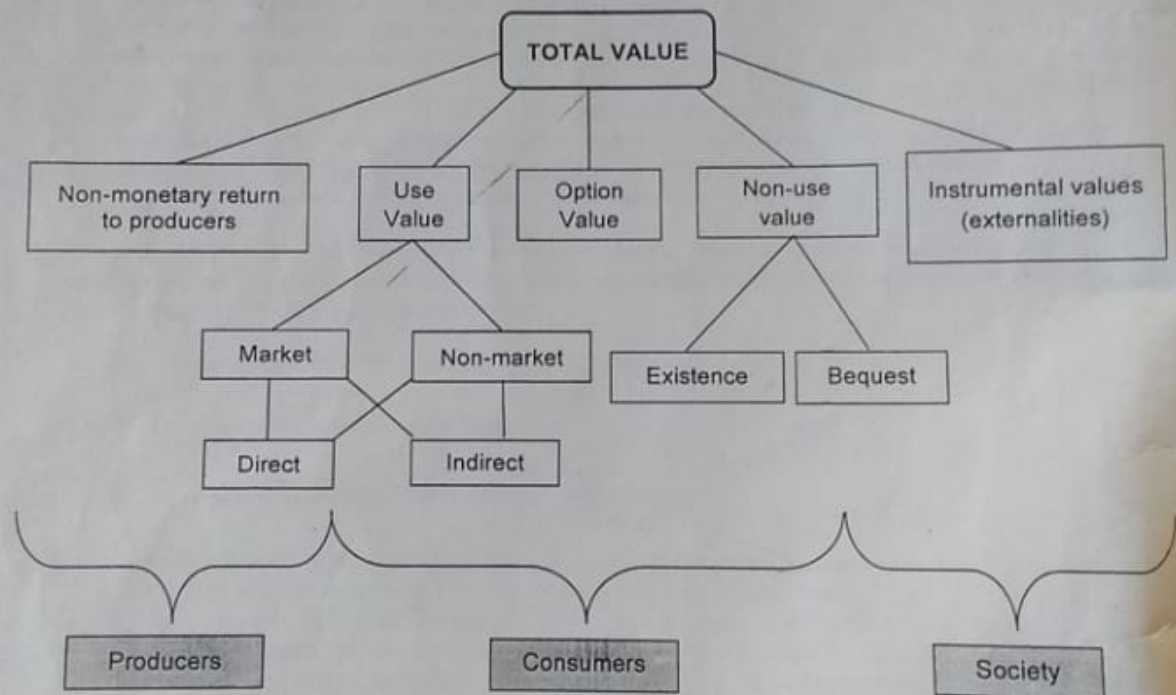 TOTAL VALUE
Non-monetary return
to producers
Use
Value
Option
Value
Non-use
value
Instrumental values
(externalities)
Market
Non-market
Existence
Bequest
Direct
Indirect
Producers
Consumers
Society